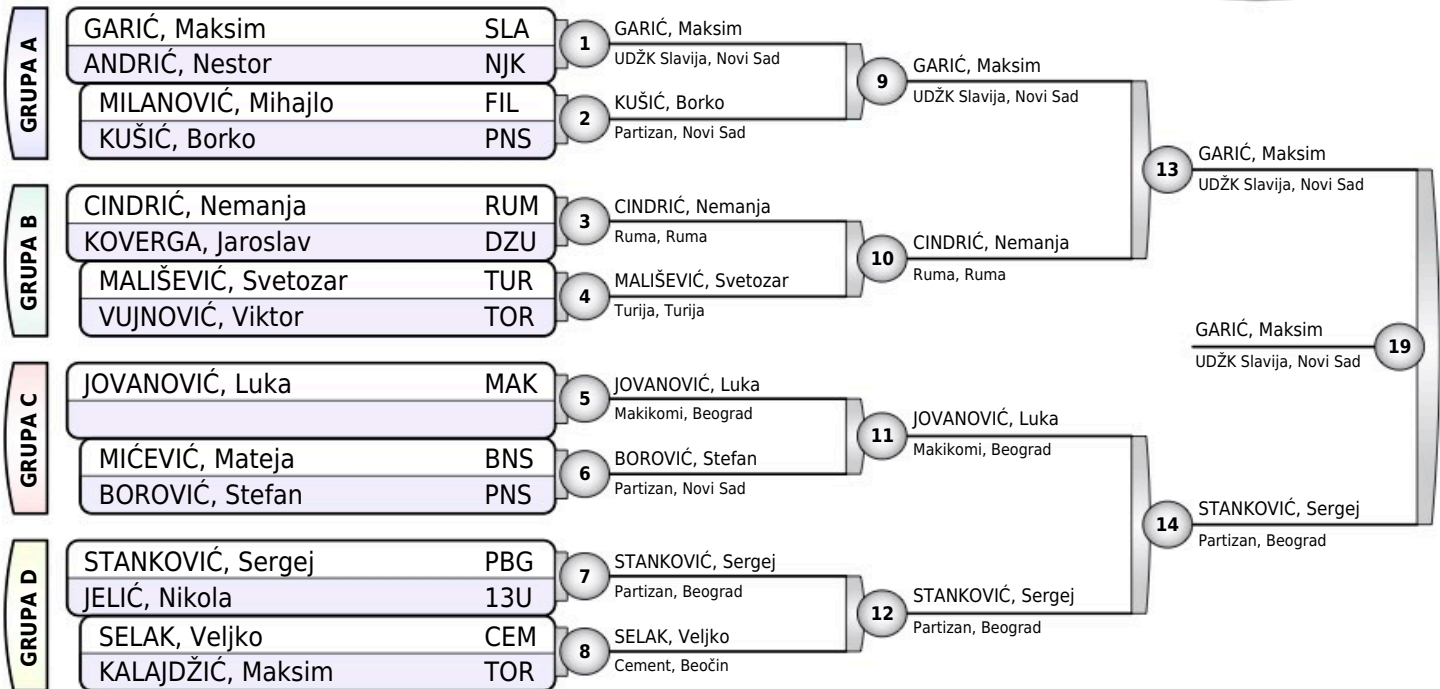 GRUPA A
GARIĆ, Maksim SLA
ANDRIĆ, Nestor NJK
MILANOVIĆ, Mihajlo FIL
KUŠIĆ, Borko PNS
1
GARIĆ, Maksim
UDŽK Slavija, Novi Sad
2
KUŠIĆ, Borko
Partizan, Novi Sad
9
GARIĆ, Maksim
UDŽK Slavija, Novi Sad
GRUPA B
CINDRIĆ, Nemanja RUM
KOVERGA, Jaroslav DZU
MALIŠEVIĆ, Svetozar TUR
VUJNOVIĆ, Viktor TOR
3
CINDRIĆ, Nemanja
Ruma, Ruma
4
MALIŠEVIĆ, Svetozar
Turija, Turija
10
CINDRIĆ, Nemanja
Ruma, Ruma
13
GARIĆ, Maksim
UDŽK Slavija, Novi Sad
GRUPA C
JOVANOVIĆ, Luka MAK
MIĆEVIĆ, Mateja BNS
BOROVIĆ, Stefan PNS
5
JOVANOVIĆ, Luka
Makikomi, Beograd
6
BOROVIĆ, Stefan
Partizan, Novi Sad
11
JOVANOVIĆ, Luka
Makikomi, Beograd
GRUPA D
STANKOVIĆ, Sergej PBG
JELIĆ, Nikola 13U
SELAK, Veljko CEM
KALAJDŽIĆ, Maksim TOR
7
STANKOVIĆ, Sergej
Partizan, Beograd
8
SELAK, Veljko
Cement, Beočin
12
STANKOVIĆ, Sergej
Partizan, Beograd
14
STANKOVIĆ, Sergej
Partizan, Beograd
GARIĆ, Maksim
UDŽK Slavija, Novi Sad
19